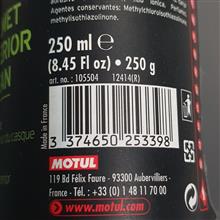 Agentes conservantes: Methylchloroisothiazolinone,
methylisothiazolinone.
250 ml ℮
(8.45 fl oz) • 250 g
art. no.: 105504 12414(R)
Made in France
3 374650 253398
MOTUL
119 Bd Félix Faure - 93300 Aubervilliers -
France - Tel.: +33 (0) 1 48 11 70 00
www.motul.com